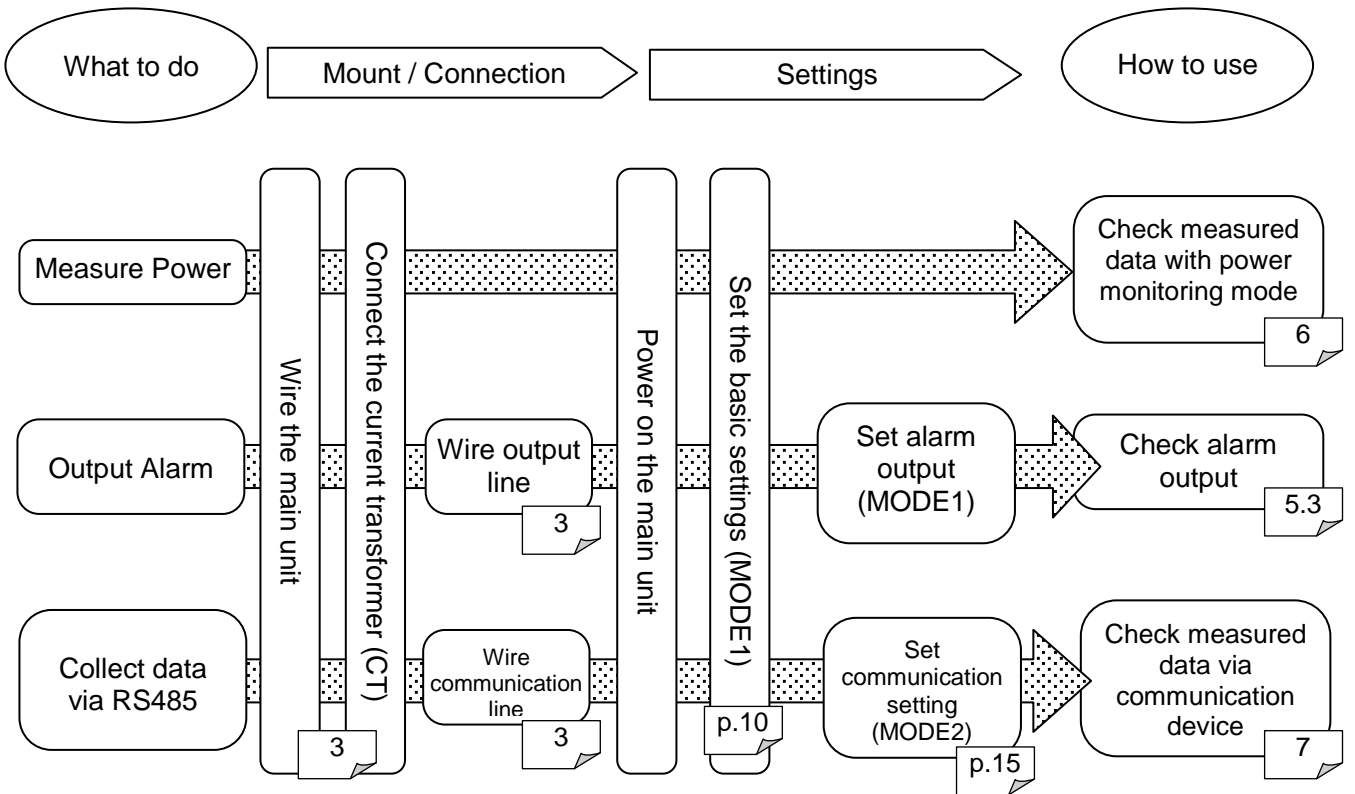 What to do
Mount / Connection
Settings
How to use
Measure Power
Wire the main unit
Connect the current transformer (CT)
3
Power on the main unit
Set the basic settings (MODE1)
p.10
Check measured
data with power
monitoring mode
6
Output Alarm
Wire output
line
3
Set alarm
output
(MODE1)
Check alarm
output
5.3
Collect data
via RS485
Wire
communication
line
3
Set
communication
setting
(MODE2)
p.15
Check measured
data via
communication
device
7